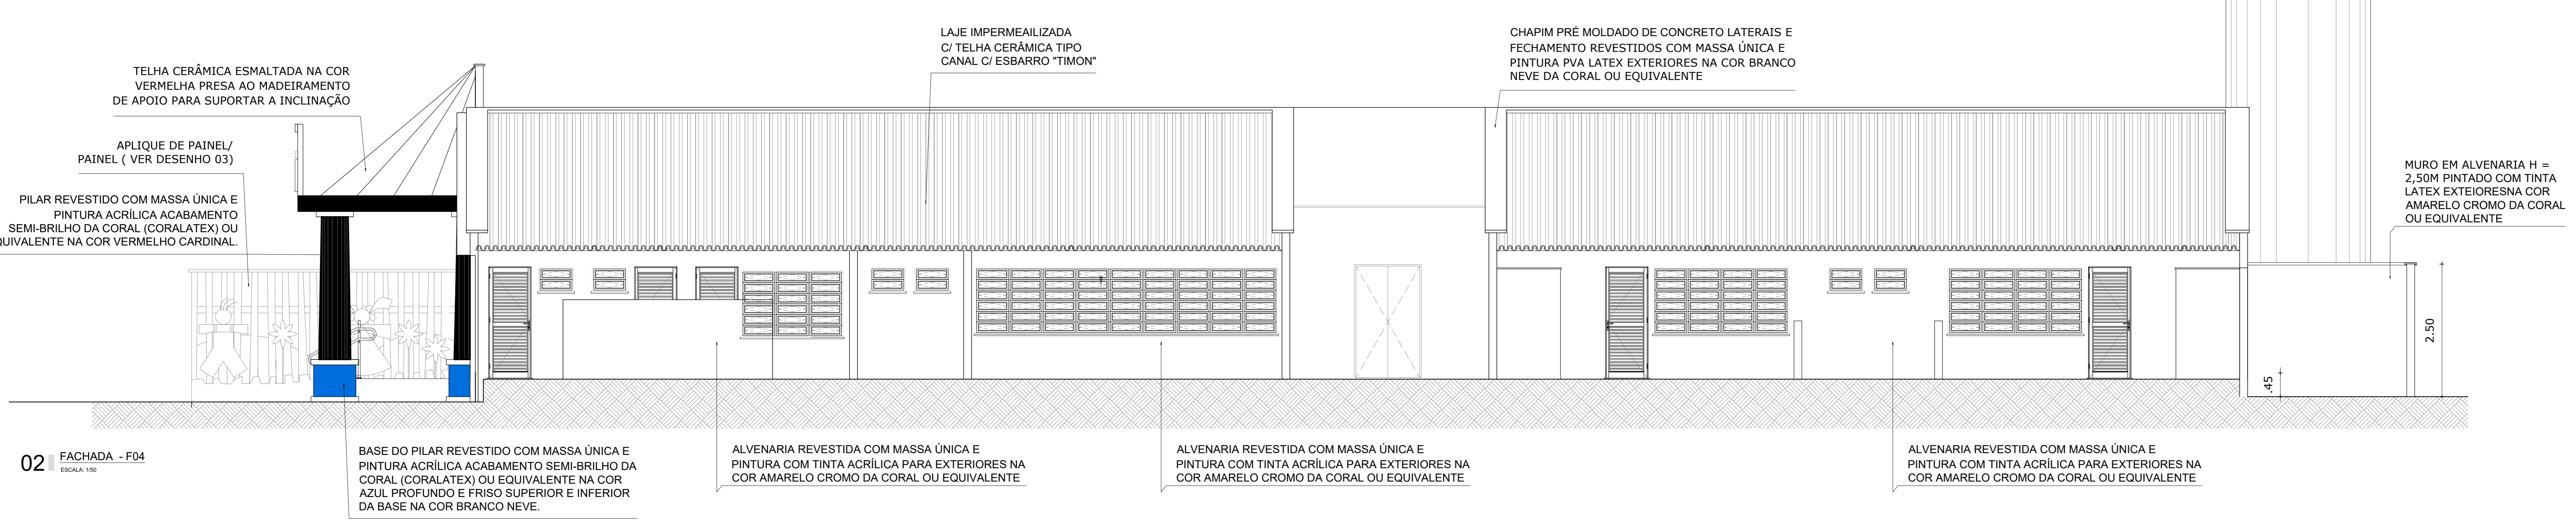 TELHA CERÂMICA ESMALTADA NA COR
VERMELHA PRESA AO MADEIRAMENTO
DE APOIO PARA SUPORTAR A INCLINAÇÃO
APLIQUE DE PAINEL/
PAINEL ( VER DESENHO 03)
PILAR REVESTIDO COM MASSA ÚNICA E
PINTURA ACRÍLICA ACABAMENTO
SEMI-BRILHO DA CORAL (CORALATEX) OU
QUIVALENTE NA COR VERMELHO CARDINAL.
LAJE IMPERMEAILIZADA
C/ TELHA CERÂMICA TIPO
CANAL C/ ESBARRO "TIMON"
CHAPIM PRÉ MOLDADO DE CONCRETO LATERAIS E
FECHAMENTO REVESTIDOS COM MASSA ÚNICA E
PINTURA PVA LATEX EXTERIORES NA COR BRANCO
NEVE DA CORAL OU EQUIVALENTE
MURO EM ALVENARIA H =
2,50M PINTADO COM TINTA
LATEX EXTEIORESNA COR
AMARELO CROMO DA CORAL
OU EQUIVALENTE
2.50
.45
02
FACHADA - F04
ESCALA: 1/50
BASE DO PILAR REVESTIDO COM MASSA ÚNICA E
PINTURA ACRÍLICA ACABAMENTO SEMI-BRILHO DA
CORAL (CORALATEX) OU EQUIVALENTE NA COR
AZUL PROFUNDO E FRISO SUPERIOR E INFERIOR
DA BASE NA COR BRANCO NEVE.
ALVENARIA REVESTIDA COM MASSA ÚNICA E
PINTURA COM TINTA ACRÍLICA PARA EXTERIORES NA
COR AMARELO CROMO DA CORAL OU EQUIVALENTE
ALVENARIA REVESTIDA COM MASSA ÚNICA E
PINTURA COM TINTA ACRÍLICA PARA EXTERIORES NA
COR AMARELO CROMO DA CORAL OU EQUIVALENTE
ALVENARIA REVESTIDA COM MASSA ÚNICA E
PINTURA COM TINTA ACRÍLICA PARA EXTERIORES NA
COR AMARELO CROMO DA CORAL OU EQUIVALENTE